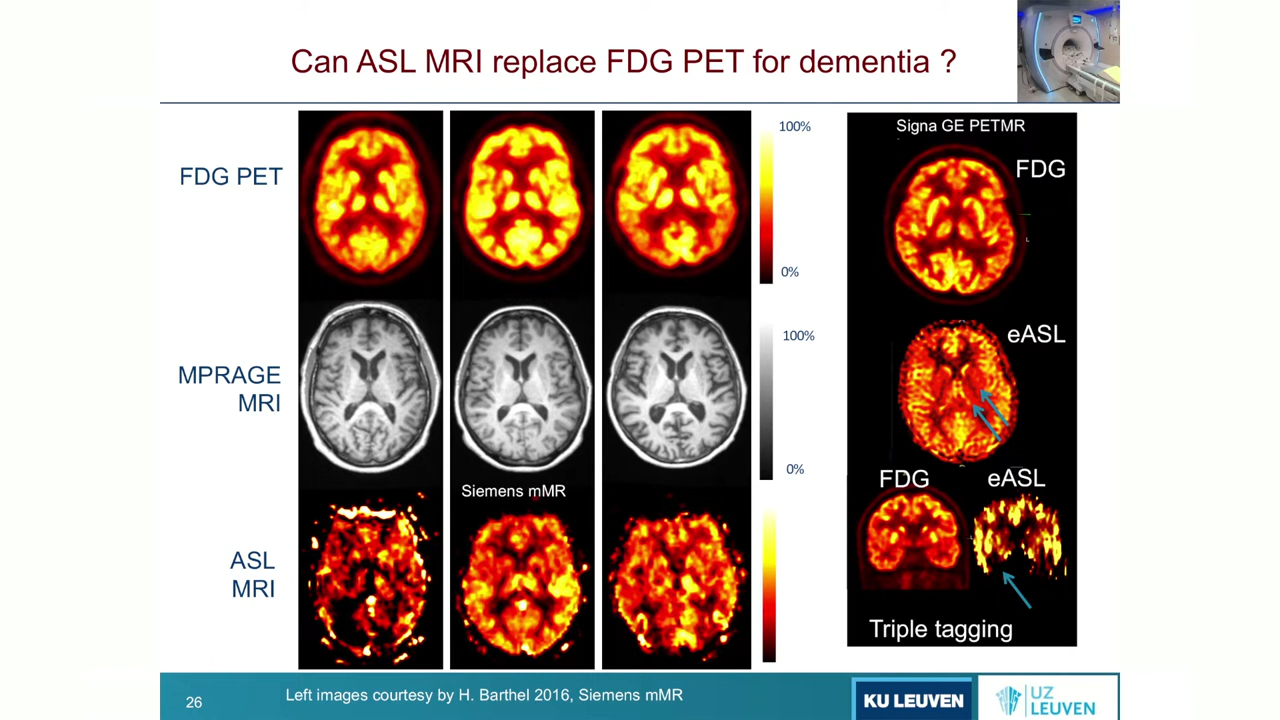 Can ASL MRI replace FDG PET for dementia ?
FDG PET
100%
0%
MPRAGE
MRI
100%
0%
Siemens mMR
ASL
MRI
Signa GE PETMR
FDG
L
eASL
FDG
eASL
Triple tagging
26
Left images courtesy by H. Barthel 2016, Siemens mMR
KU LEUVEN
UZ
LEUVEN